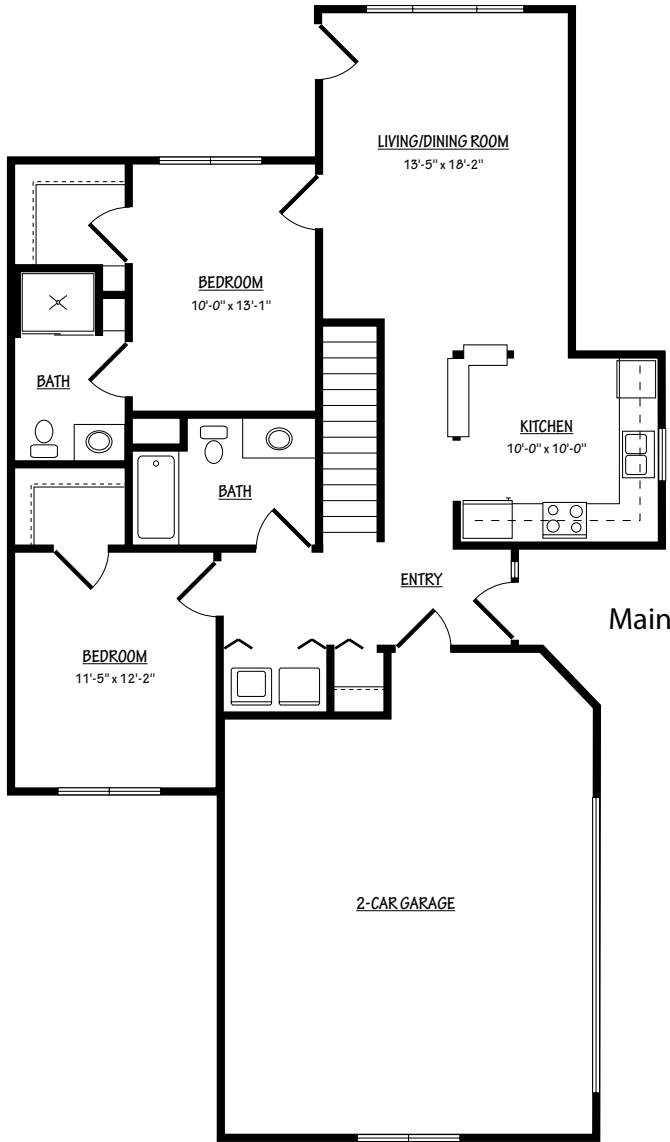 LIVING/DINING ROOM
13'-5" x 18'-2"
BEDROOM
10'-0" x 13'-1"
BATH
KITCHEN
10'-0" x 10'-0"
BATH
ENTRY
Main
BEDROOM
11'-5" x 12'-2"
2-CAR GARAGE